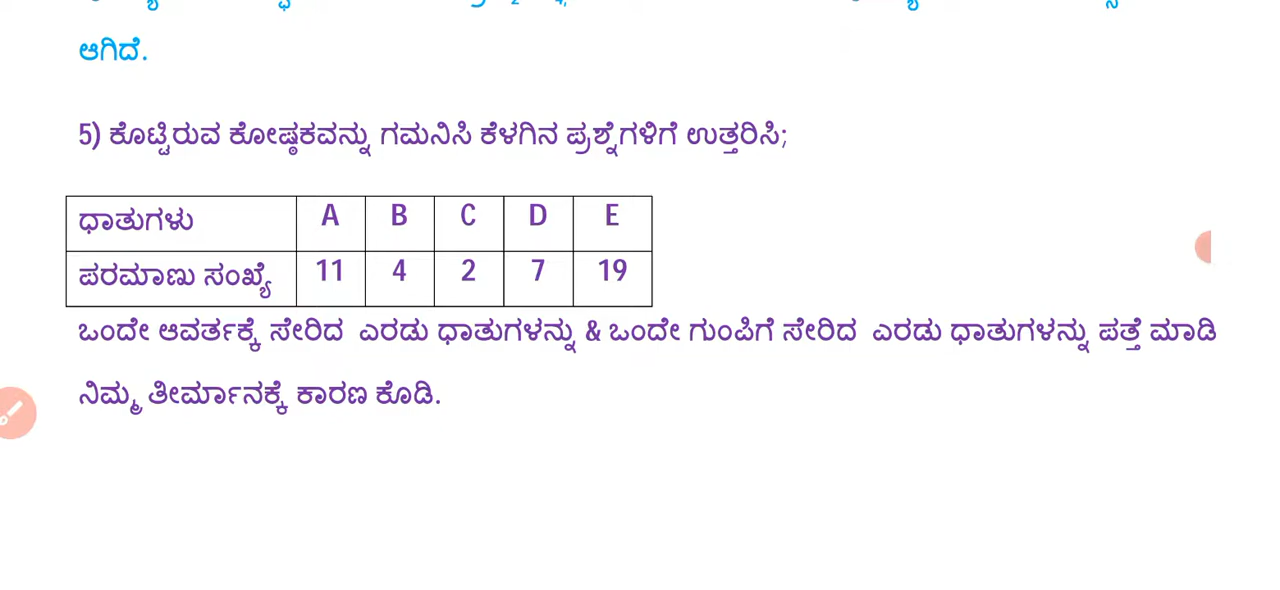 ಆಗಿದೆ.
5) ಕೊಟ್ಟಿರುವ ಕೋಷ್ಠಕವನ್ನು ಗಮನಿಸಿ ಕೆಳಗಿನ ಪ್ರಶ್ನೆಗಳಿಗೆ ಉತ್ತರಿಸಿ;
ಧಾತುಗಳು A B C D E
ಪರಮಾಣು ಸಂಖ್ಯೆ 11 4 2 7 19
ಒಂದೇ ಆವರ್ತಕ್ಕೆ ಸೇರಿದ ಎರಡು ಧಾತುಗಳನ್ನು & ಒಂದೇ ಗುಂಪಿಗೆ ಸೇರಿದ ಎರಡು ಧಾತುಗಳನ್ನು ಪತ್ತೆ ಮಾಡಿ
ನಿಮ್ಮ ತೀರ್ಮಾನಕ್ಕೆ ಕಾರಣ ಕೊಡಿ.